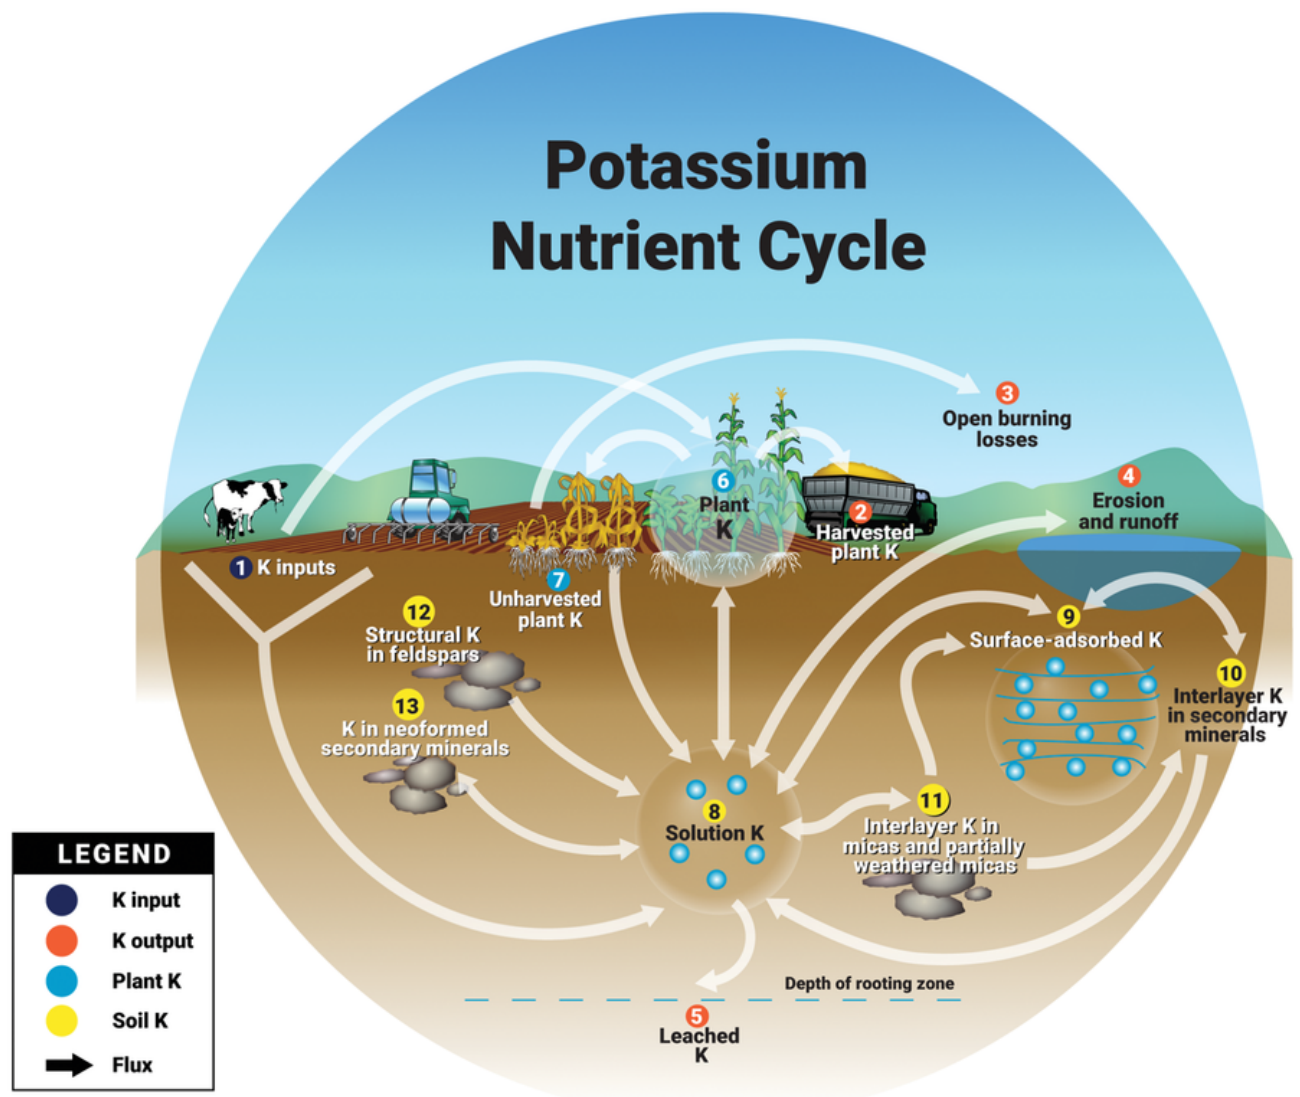 Potassium
Nutrient Cycle
3
Open burning
losses
4
Erosion
and runoff
6
Plant
K
2
Harvested
plant K
1 K inputs
7
Unharvested
plant K
12
Structural K
in feldspars
9
Surface-adsorbed K
10
Interlayer K
in secondary
minerals
13
K in neoformed
secondary minerals
8
Solution K
11
Interlayer K in
micas and partially
weathered micas
Depth of rooting zone
5
Leached
K
LEGEND
K input
K output
Plant K
Soil K
Flux